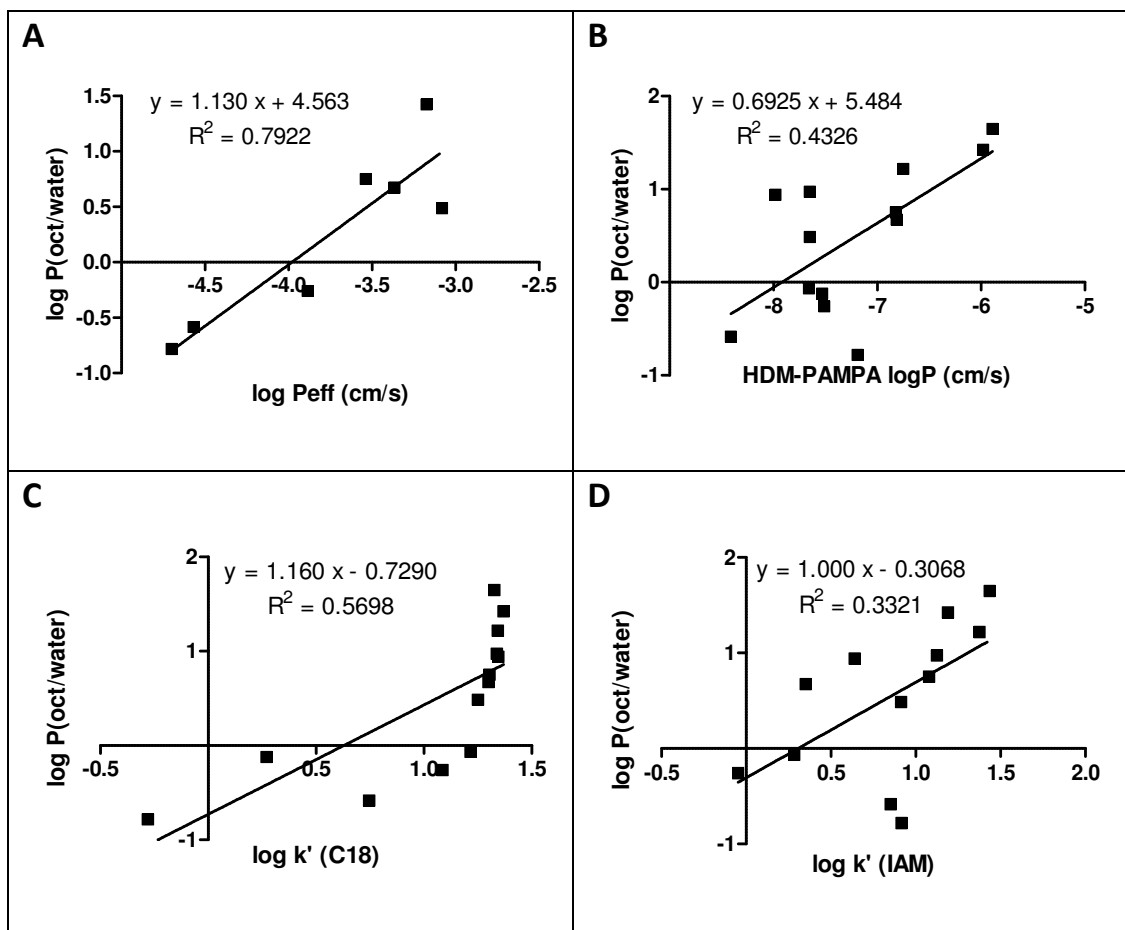 A
y = 1.130 x + 4.563
R² = 0.7922
1.5
1.0
0.5
0.0
-0.5
-1.0
-4.5 -4.0 -3.5 -3.0 -2.5
log P(oct/water)
log Peff (cm/s)
B
y = 0.6925 x + 5.484
R² = 0.4326
2
1
0
-1
-8 -7 -6 -5
log P(oct/water)
HDM-PAMPA logP (cm/s)
C
y = 1.160 x - 0.7290
R² = 0.5698
2
1
-1
-0.5 0.5 1.0 1.5
log P(oct/water)
log k' (C18)
D
y = 1.000 x - 0.3068
R² = 0.3321
2
1
-1
-0.5 0.5 1.0 1.5 2.0
log P(oct/water)
log k' (IAM)